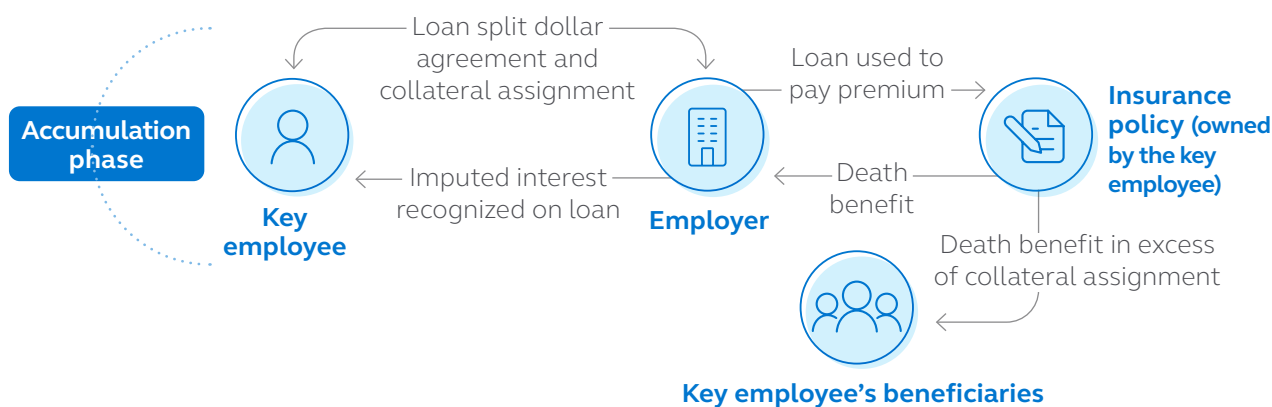 Loan split dollar
agreement and
collateral assignment
Loan used to
pay premium
Insurance
policy (owned
by the key
employee)
Accumulation
phase
Imputed interest
recognized on loan
Death
benefit
Key
employee
Employer
Death benefit in excess
of collateral assignment
Key employee’s beneficiaries